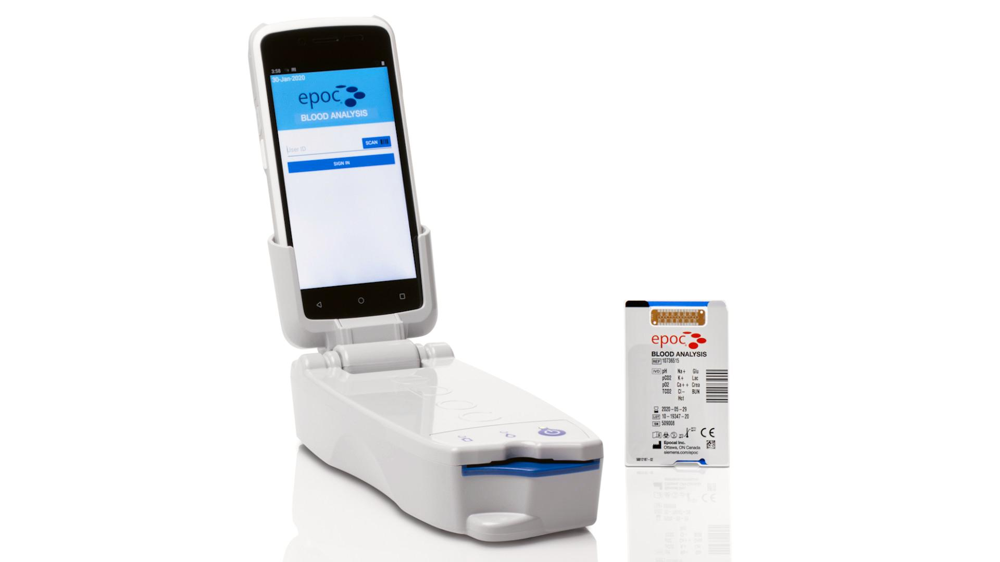 3:58
30-Jan-2020
epoc
BLOOD ANALYSIS
User ID
SCAN
SIGN IN
epoc
epoc
BLOOD ANALYSIS
REF 10736515
IVD pH Na+ Glu
pCO2 K+ Lac
pO2 Ca++ Crea
TCO2 Cl- BUN
Hct
2020-05-29
LOT 10-19347-20
SN 509008
CE
Epocal Inc.
Ottawa, ON Canada
siemens.com/epoc